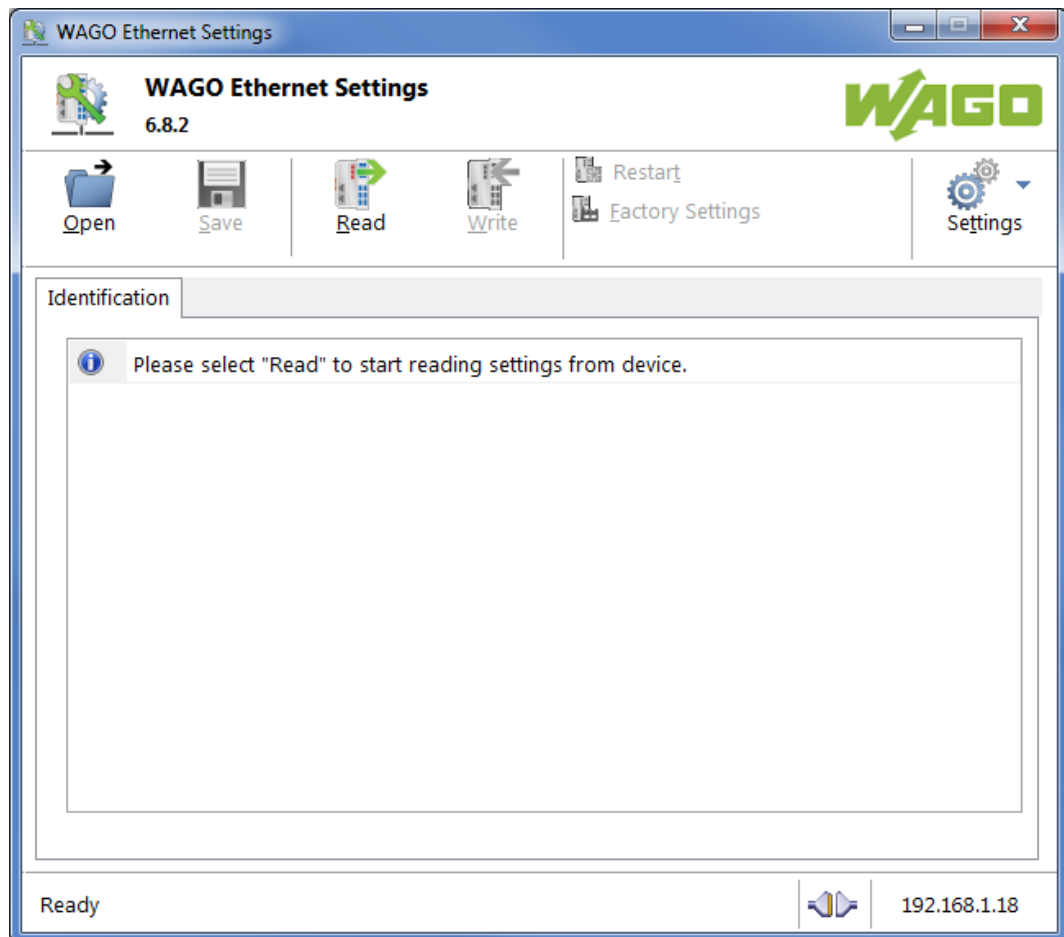 WAGO Ethernet Settings
WAGO Ethernet Settings
6.8.2
WAGO
Open
Save
Read
Write
Restart
Factory Settings
Settings
Identification
Please select "Read" to start reading settings from device.
Ready
192.168.1.18